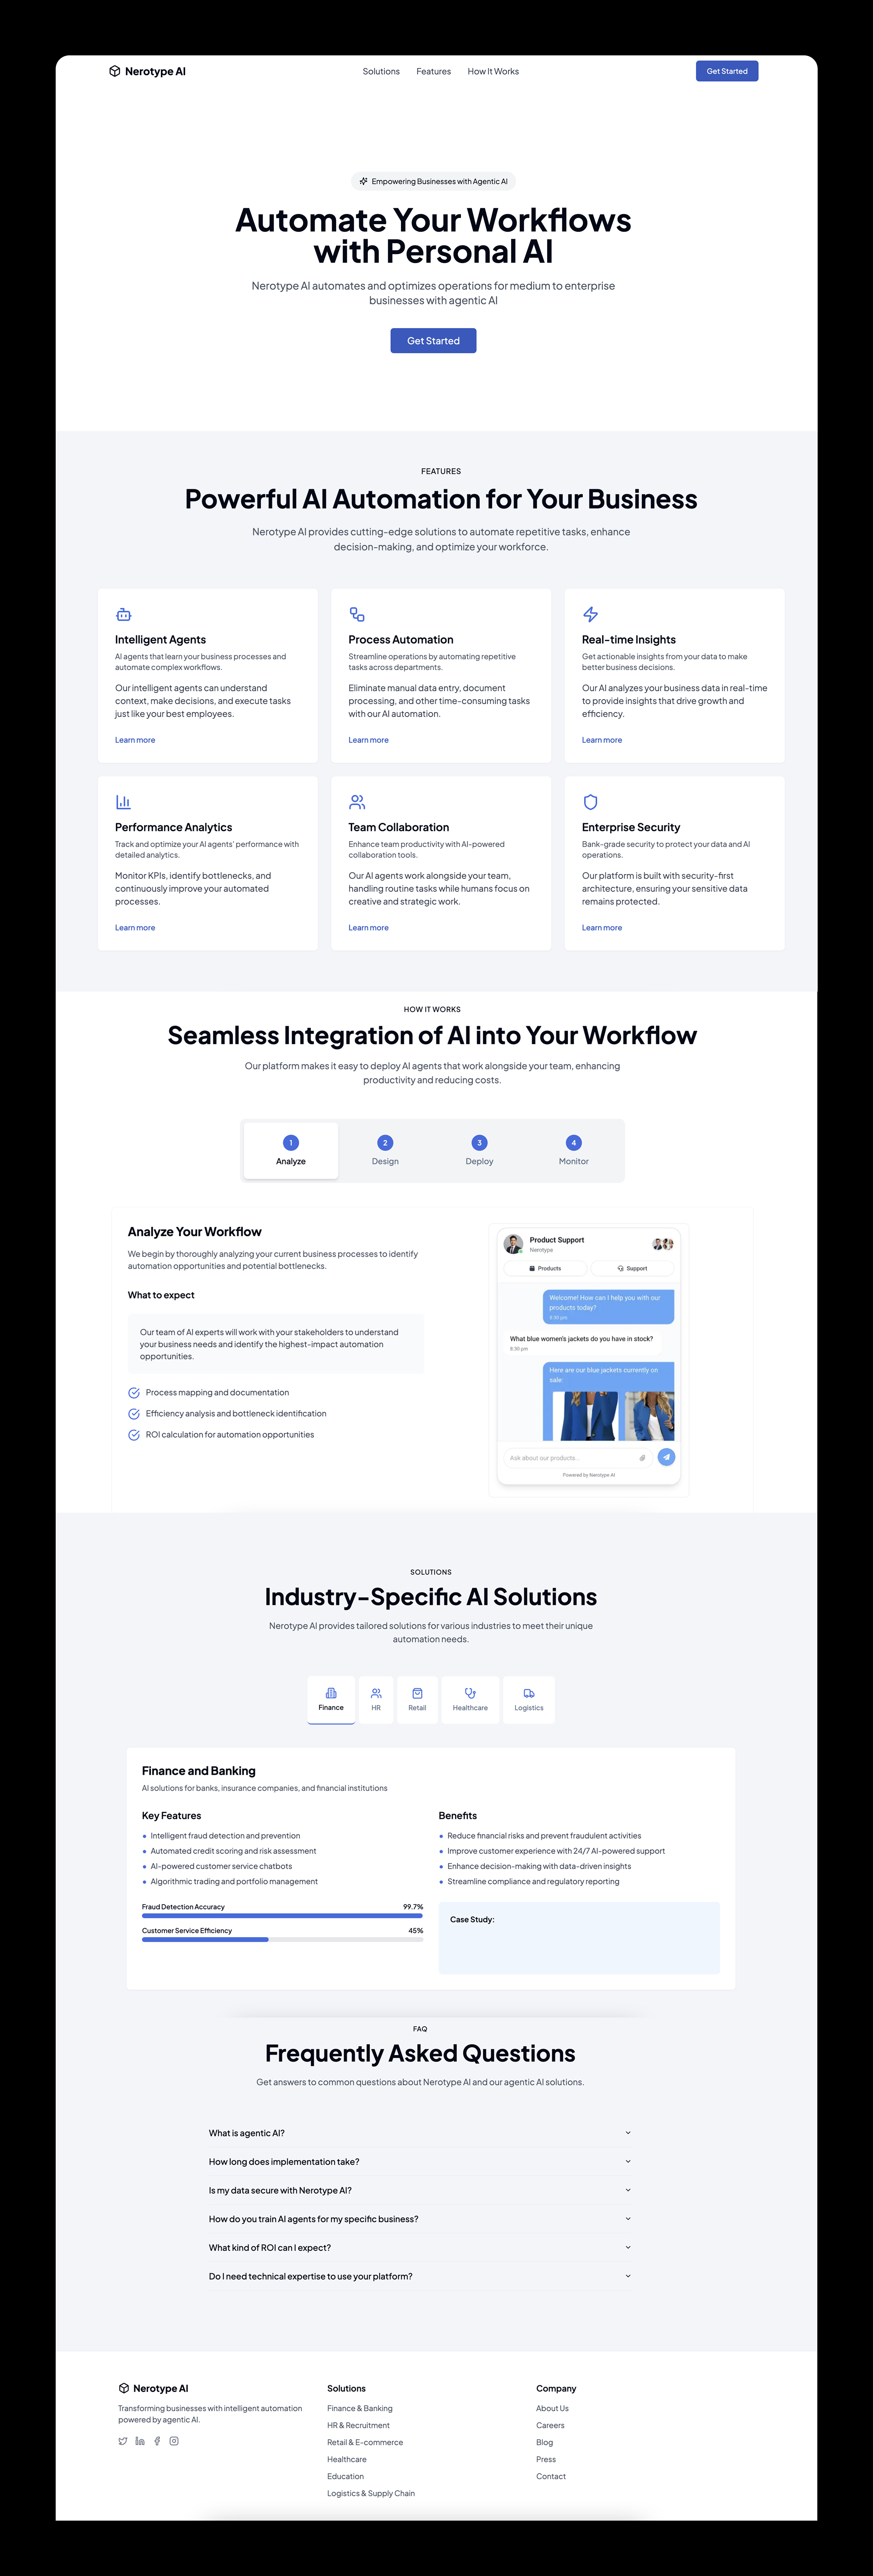 Nerotype AI
Solutions
Features
How It Works
Get Started
Empowering Businesses with Agentic AI
Automate Your Workflows
with Personal AI
Nerotype AI automates and optimizes operations for medium to enterprise
businesses with agentic AI
Get Started
FEATURES
Powerful AI Automation for Your Business
Nerotype AI provides cutting-edge solutions to automate repetitive tasks, enhance
decision-making, and optimize your workforce.
Intelligent Agents
AI agents that learn your business processes and
automate complex workflows.
Our intelligent agents can understand
context, make decisions, and execute tasks
just like your best employees.
Learn more
Process Automation
Streamline operations by automating repetitive
tasks across departments.
Eliminate manual data entry, document
processing, and other time-consuming tasks
with our AI automation.
Learn more
Real-time Insights
Get actionable insights from your data to make
better business decisions.
Our AI analyzes your business data in real-time
to provide insights that drive growth and
efficiency.
Learn more
Performance Analytics
Track and optimize your AI agents' performance with
detailed analytics.
Monitor KPIs, identify bottlenecks, and
continuously improve your automated
processes.
Learn more
Team Collaboration
Enhance team productivity with AI-powered
collaboration tools.
Our AI agents work alongside your team,
handling routine tasks while humans focus on
creative and strategic work.
Learn more
Enterprise Security
Bank-grade security to protect your data and AI
operations.
Our platform is built with security-first
architecture, ensuring your sensitive data
remains protected.
Learn more
HOW IT WORKS
Seamless Integration of AI into Your Workflow
Our platform makes it easy to deploy AI agents that work alongside your team, enhancing
productivity and reducing costs.
1
Analyze
2
Design
3
Deploy
4
Monitor
Analyze Your Workflow
We begin by thoroughly analyzing your current business processes to identify
automation opportunities and potential bottlenecks.
What to expect
Our team of AI experts will work with your stakeholders to understand
your business needs and identify the highest-impact automation
opportunities.
Process mapping and documentation
Efficiency analysis and bottleneck identification
ROI calculation for automation opportunities
Product Support
Nerotype
Products
Support
Welcome! How can I help you with our
products today?
6:30 pm
What blue women's jackets do you have in stock?
6:30 pm
Here are our blue jackets currently on
sale:
Ask about our products...
Powered by Nerotype AI
SOLUTIONS
Industry-Specific AI Solutions
Nerotype AI provides tailored solutions for various industries to meet their unique
automation needs.
Finance
HR
Retail
Healthcare
Logistics
Finance and Banking
AI solutions for banks, insurance companies, and financial institutions
Key Features
Intelligent fraud detection and prevention
Automated credit scoring and risk assessment
AI-powered customer service chatbots
Algorithmic trading and portfolio management
Fraud Detection Accuracy
99.7%
Customer Service Efficiency
45%
Benefits
Reduce financial risks and prevent fraudulent activities
Improve customer experience with 24/7 AI-powered support
Enhance decision-making with data-driven insights
Streamline compliance and regulatory reporting
Case Study:
FAQ
Frequently Asked Questions
Get answers to common questions about Nerotype AI and our agentic AI solutions.
What is agentic AI?
How long does implementation take?
Is my data secure with Nerotype AI?
How do you train AI agents for my specific business?
What kind of ROI can I expect?
Do I need technical expertise to use your platform?
Nerotype AI
Transforming businesses with intelligent automation
powered by agentic AI.
Solutions
Finance & Banking
HR & Recruitment
Retail & E-commerce
Healthcare
Education
Logistics & Supply Chain
Company
About Us
Careers
Blog
Press
Contact